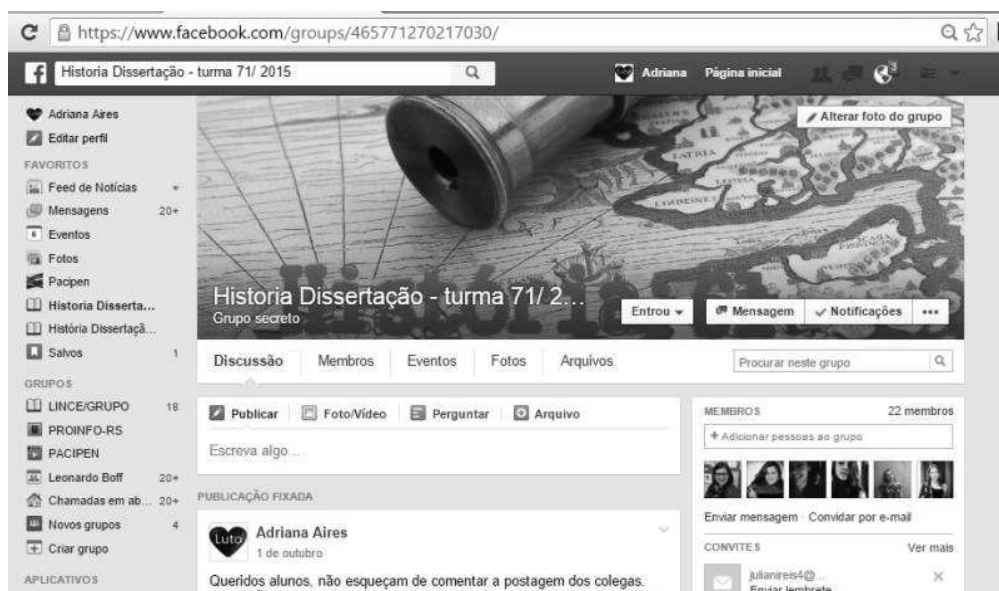 https://www.facebook.com/groups/465771270217030/
f Historia Dissertação - turma 71/ 2015
Adriana Página inicial 3
Adriana Aires
Editar perfil
FAVORITOS
Feed de Notícias
Mensagens 20+
6 Eventos
Fotos
Pacipen
Historia Disserta...
História Dissertaçã...
Salvos 1
GRUPOS
LINCE/GRUPO 18
PROINFO-RS
PACIPEN
Leonardo Boff 20+
Chamadas em ab... 20+
Novos grupos 4
Criar grupo
APLICATIVOS
Alterar foto do grupo
História
Historia Dissertação - turma 71/ 2...
Grupo secreto
Entrou Mensagem Notificações ...
Discussão Membros Eventos Fotos Arquivos
Procurar neste grupo
Publicar Foto/Vídeo Perguntar Arquivo
Escreva algo...
PUBLICAÇÃO FIXADA
Luto
Adriana Aires
1 de outubro
Queridos alunos, não esqueçam de comentar a postagem dos colegas.
MEMBROS 22 membros
+ Adicionar pessoas ao grupo
Enviar mensagem · Convidar por e-mail
CONVITES Ver mais
julianireis4@...
Enviar lembrete